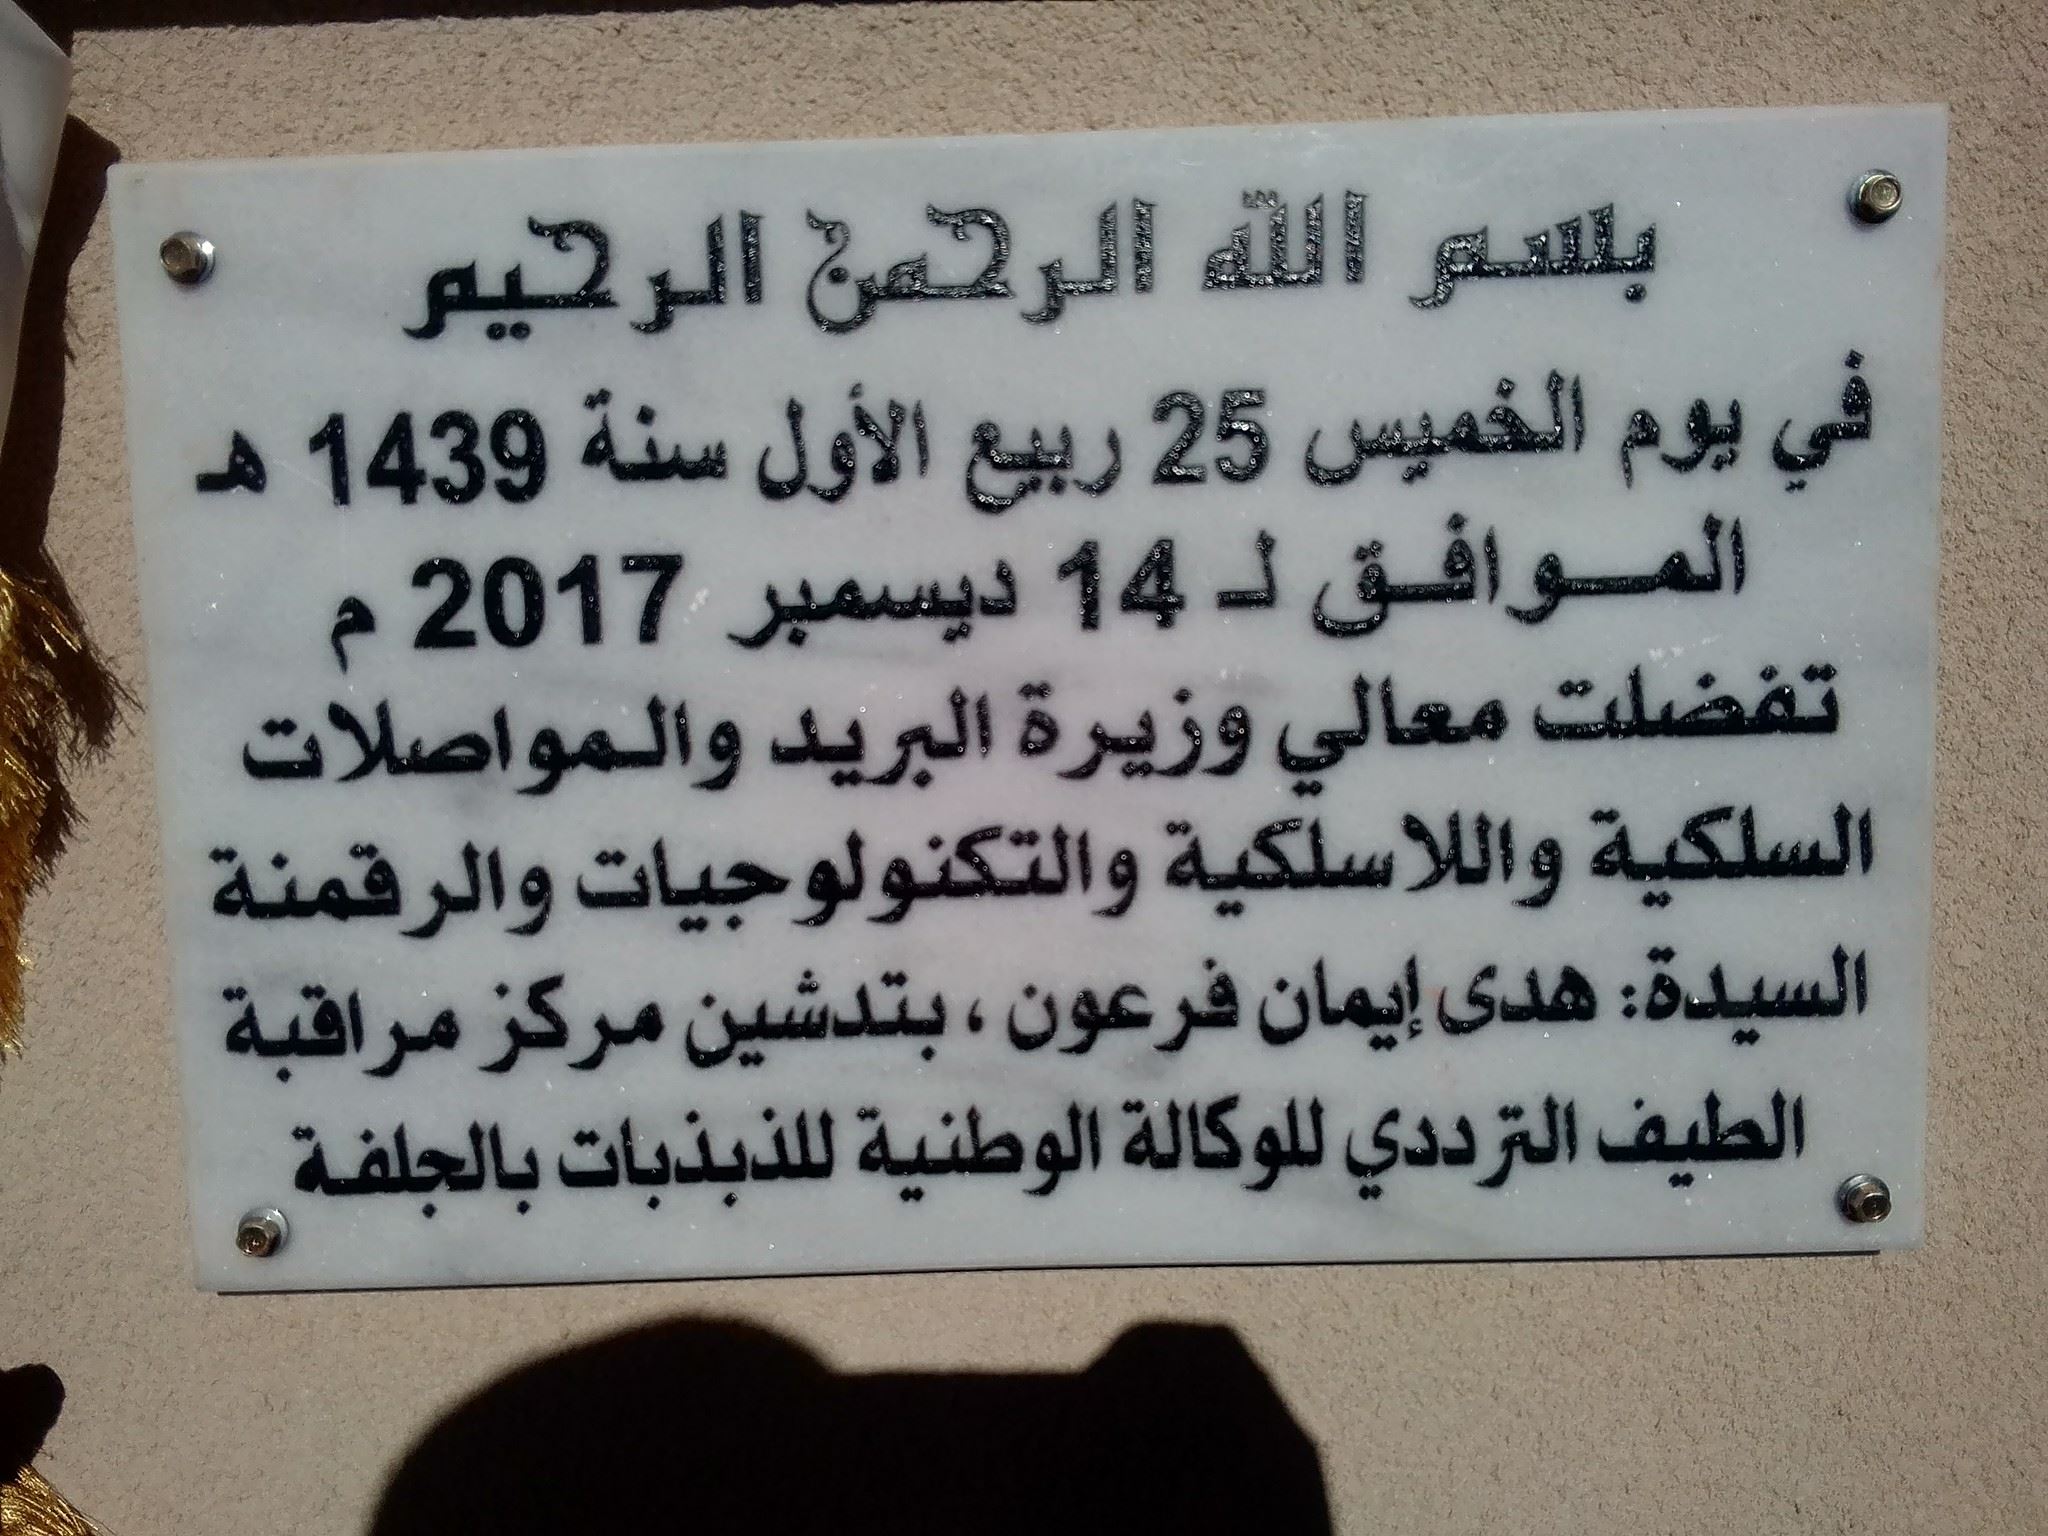 بسم الله الرحمن الرحيم
في يوم الخميس 25 ربيع الأول سنة 1439 هـ
المـوافـق لـ 14 ديسمبر 2017 م
تفضلت معالي وزيرة البريد والمواصلات
السلكية واللاسلكية والتكنولوجيات والرقمنة
السيدة: هدى إيمان فرعون ، بتدشين مركز مراقبة
الطيف الترددي للوكالة الوطنية للذبذبات بالجلفة